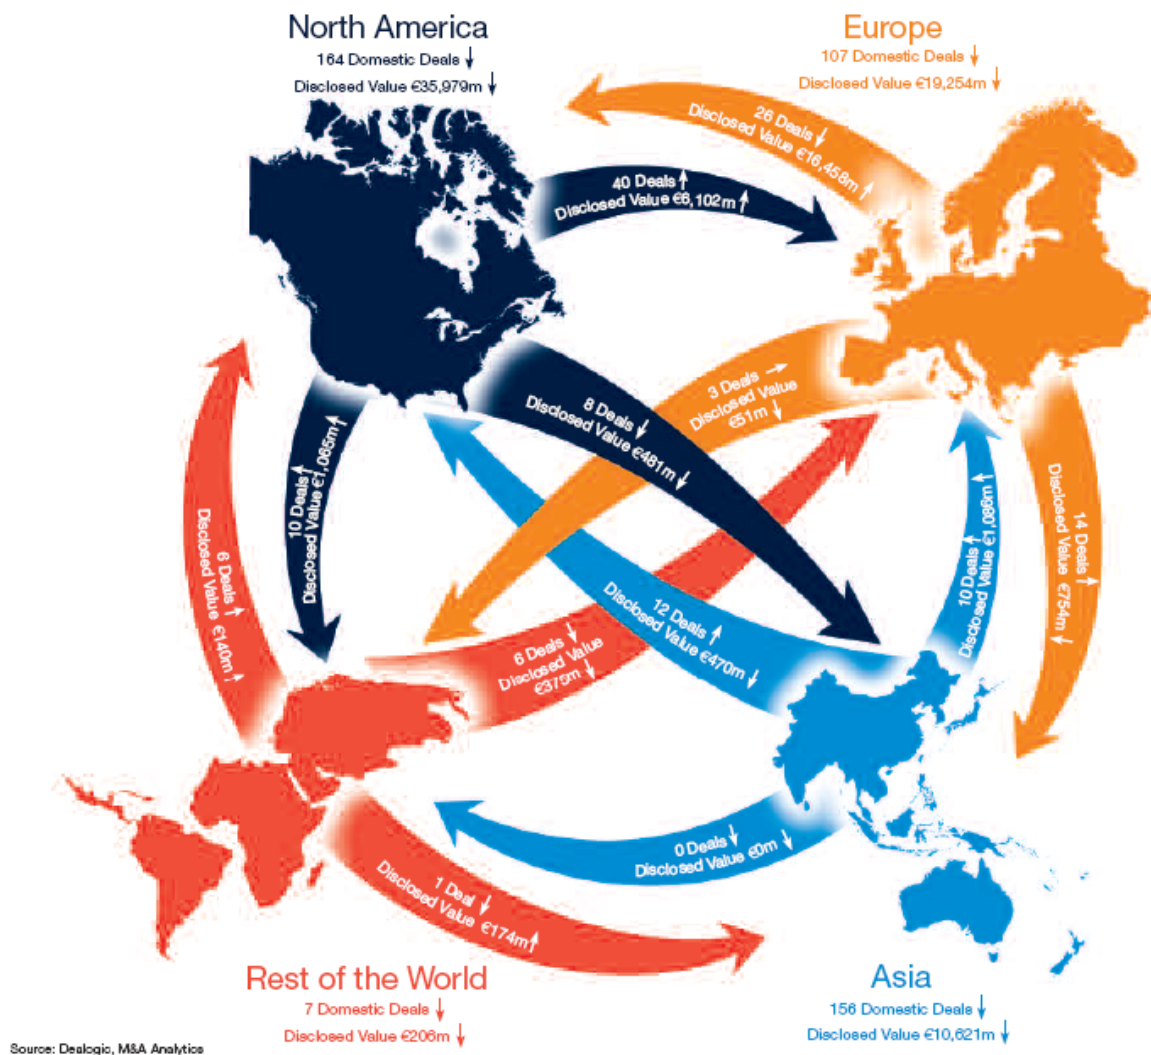 North America
164 Domestic Deals ↓
Disclosed Value €35,979m ↓
Europe
107 Domestic Deals ↓
Disclosed Value €19,254m ↓
26 Deals ↓
Disclosed Value €16,458m ↑
40 Deals ↑
Disclosed Value €6,102m ↑
3 Deals →
Disclosed Value
€51m ↓
8 Deals ↓
Disclosed Value €481m ↓
10 Deals ↑
Disclosed Value €1,065m ↑
6 Deals ↑
Disclosed Value €140m ↑
10 Deals ↑
Disclosed Value €1,086m ↑
14 Deals ↑
Disclosed Value €754m ↓
12 Deals ↑
Disclosed Value €470m ↓
6 Deals ↓
Disclosed Value
€375m ↓
0 Deals ↓
Disclosed Value €0m ↓
1 Deal ↓
Disclosed Value €174m ↑
Rest of the World
7 Domestic Deals ↓
Disclosed Value €206m ↓
Asia
156 Domestic Deals ↓
Disclosed Value €10,621m ↓
Source: Dealogic, M&A Analytics